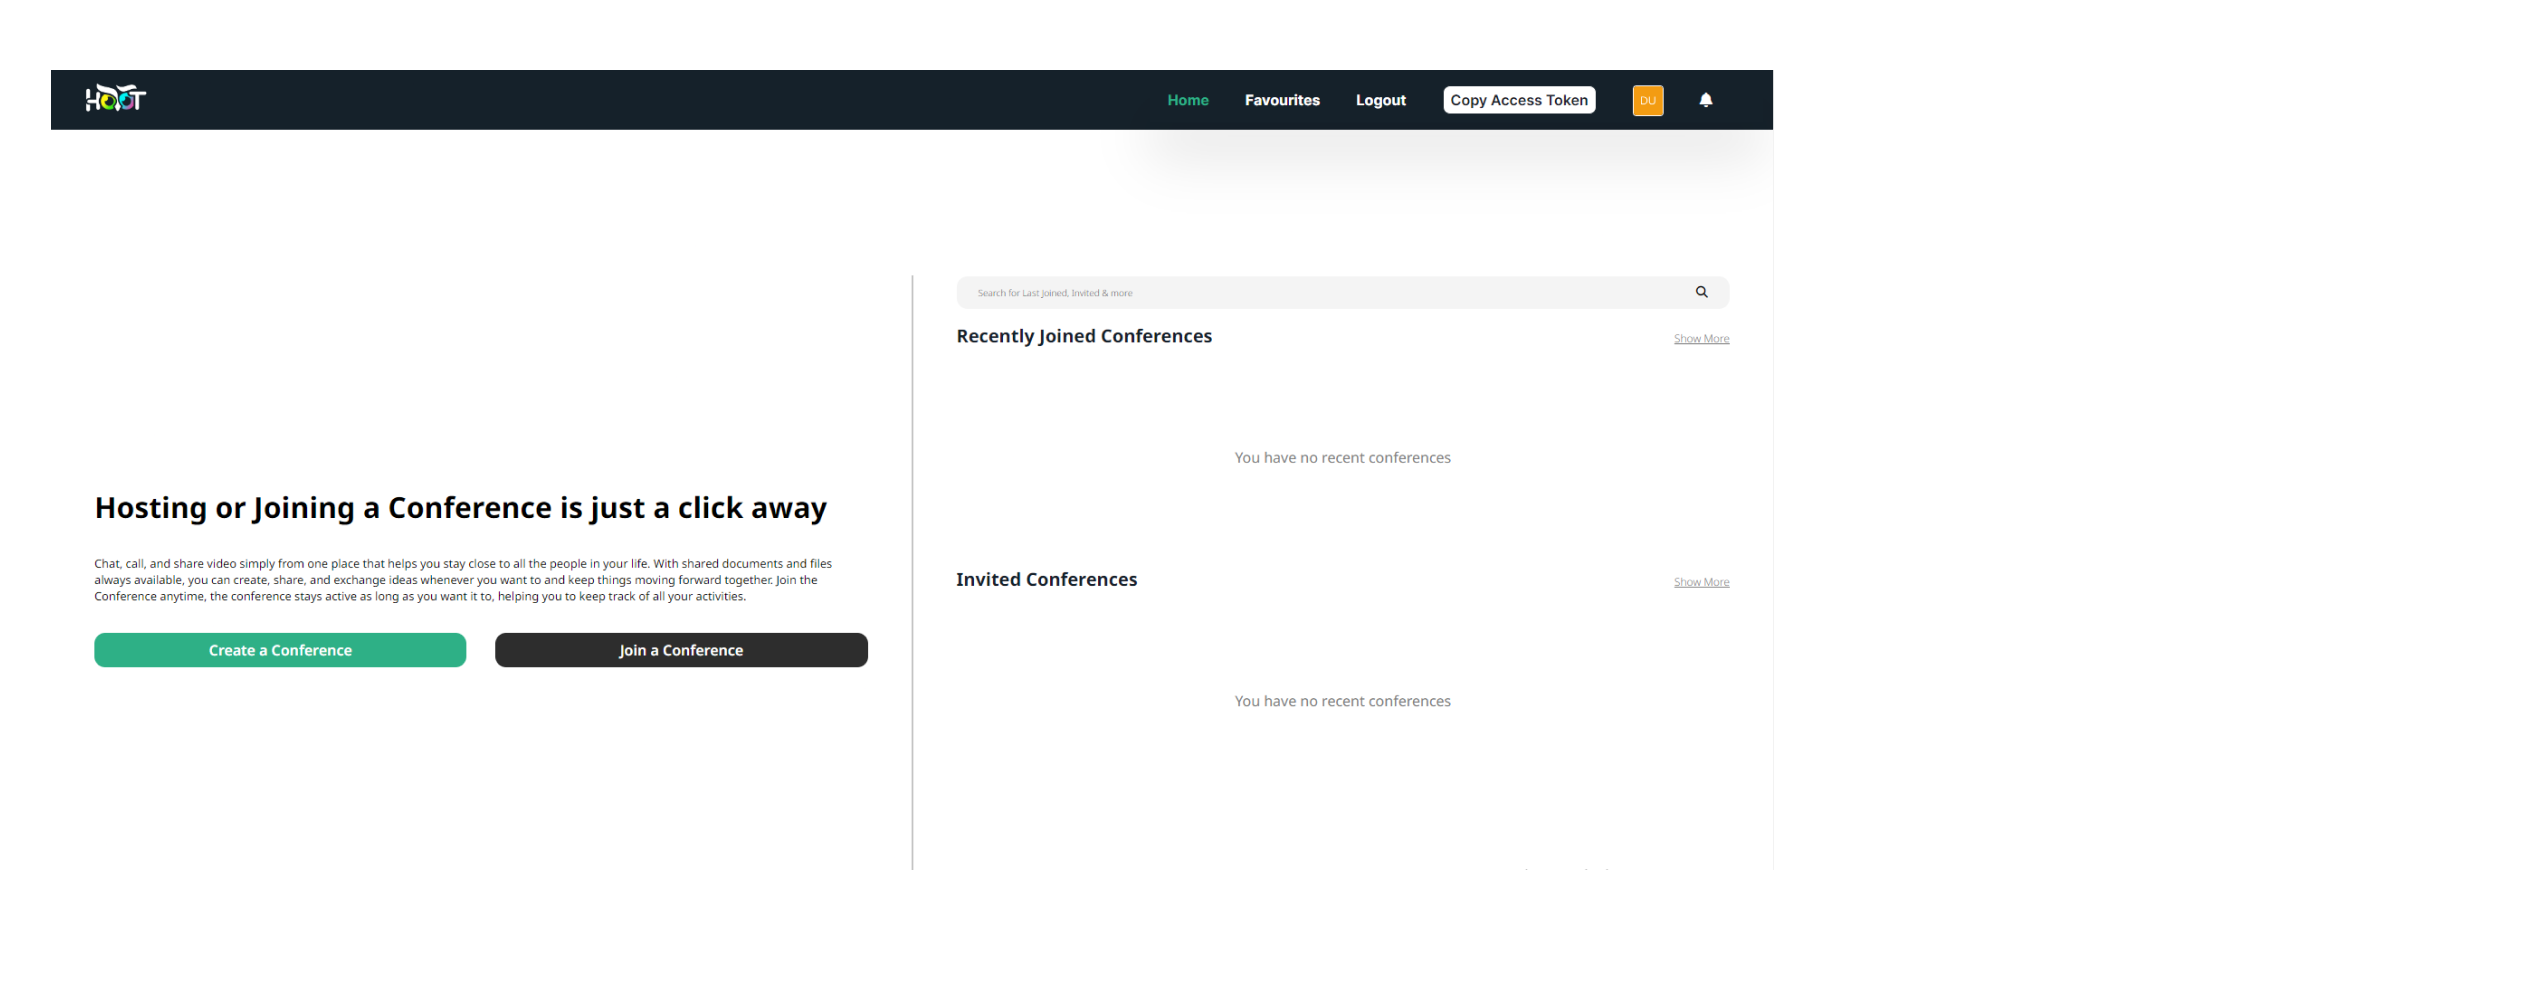 HOOT
Home Favourites Logout Copy Access Token DU
Hosting or Joining a Conference is just a click away
Chat, call, and share video simply from one place that helps you stay close to all the people in your life. With shared documents and files
always available, you can create, share, and exchange ideas whenever you want to and keep things moving forward together. Join the
Conference anytime, the conference stays active as long as you want it to, helping you to keep track of all your activities.
Create a Conference Join a Conference
Search for Last Joined, Invited & more
Recently Joined Conferences Show More
You have no recent conferences
Invited Conferences Show More
You have no recent conferences